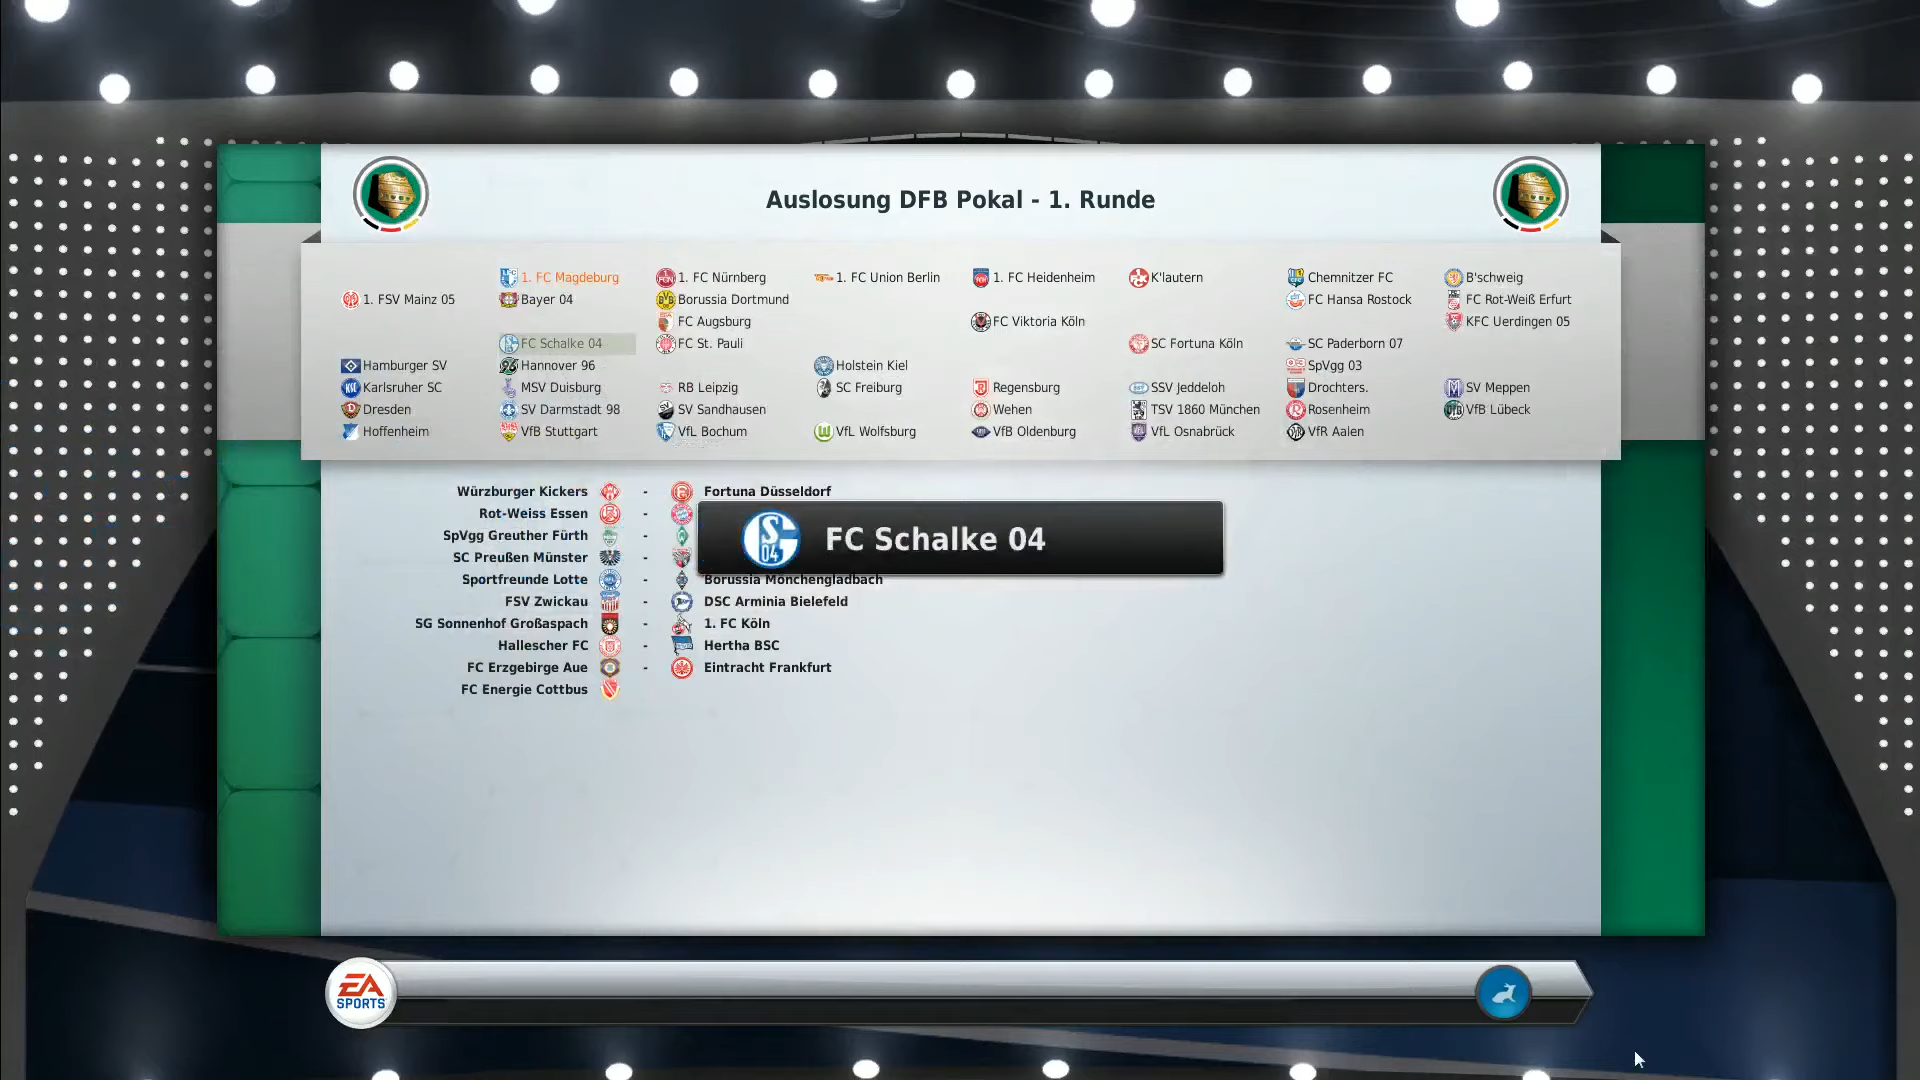 Auslosung DFB Pokal - 1. Runde
1. FC Magdeburg 1. FC Nürnberg 1. FC Union Berlin 1. FC Heidenheim K'lautern Chemnitzer FC B'schweig
1. FSV Mainz 05 Bayer 04 Borussia Dortmund FC Hansa Rostock FC Rot-Weiß Erfurt
FC Augsburg FC Viktoria Köln KFC Uerdingen 05
FC Schalke 04 FC St. Pauli SC Fortuna Köln SC Paderborn 07
Hamburger SV Hannover 96 Holstein Kiel SpVgg 03
Karlsruher SC MSV Duisburg RB Leipzig SC Freiburg Regensburg SSV Jeddeloh Drochters. SV Meppen
Dresden SV Darmstadt 98 SV Sandhausen Wehen TSV 1860 München Rosenheim VfB Lübeck
Hoffenheim VfB Stuttgart VfL Bochum VfL Wolfsburg VfB Oldenburg VfL Osnabrück VfR Aalen
Würzburger Kickers - Fortuna Düsseldorf
Rot-Weiss Essen -
SpVgg Greuther Fürth -
FC Schalke 04
SC Preußen Münster -
Sportfreunde Lotte - Borussia Mönchengladbach
FSV Zwickau - DSC Arminia Bielefeld
SG Sonnenhof Großaspach - 1. FC Köln
Hallescher FC - Hertha BSC
FC Erzgebirge Aue - Eintracht Frankfurt
FC Energie Cottbus
EA
SPORTS